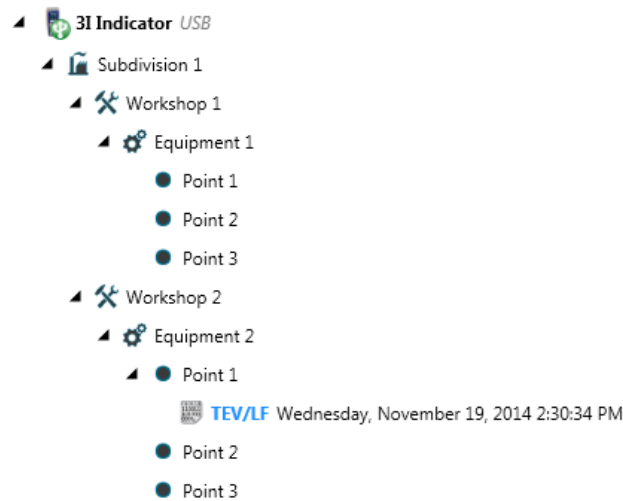 3I Indicator USB
Subdivision 1
Workshop 1
Equipment 1
Point 1
Point 2
Point 3
Workshop 2
Equipment 2
Point 1
TEV/LF Wednesday, November 19, 2014 2:30:34 PM
Point 2
Point 3